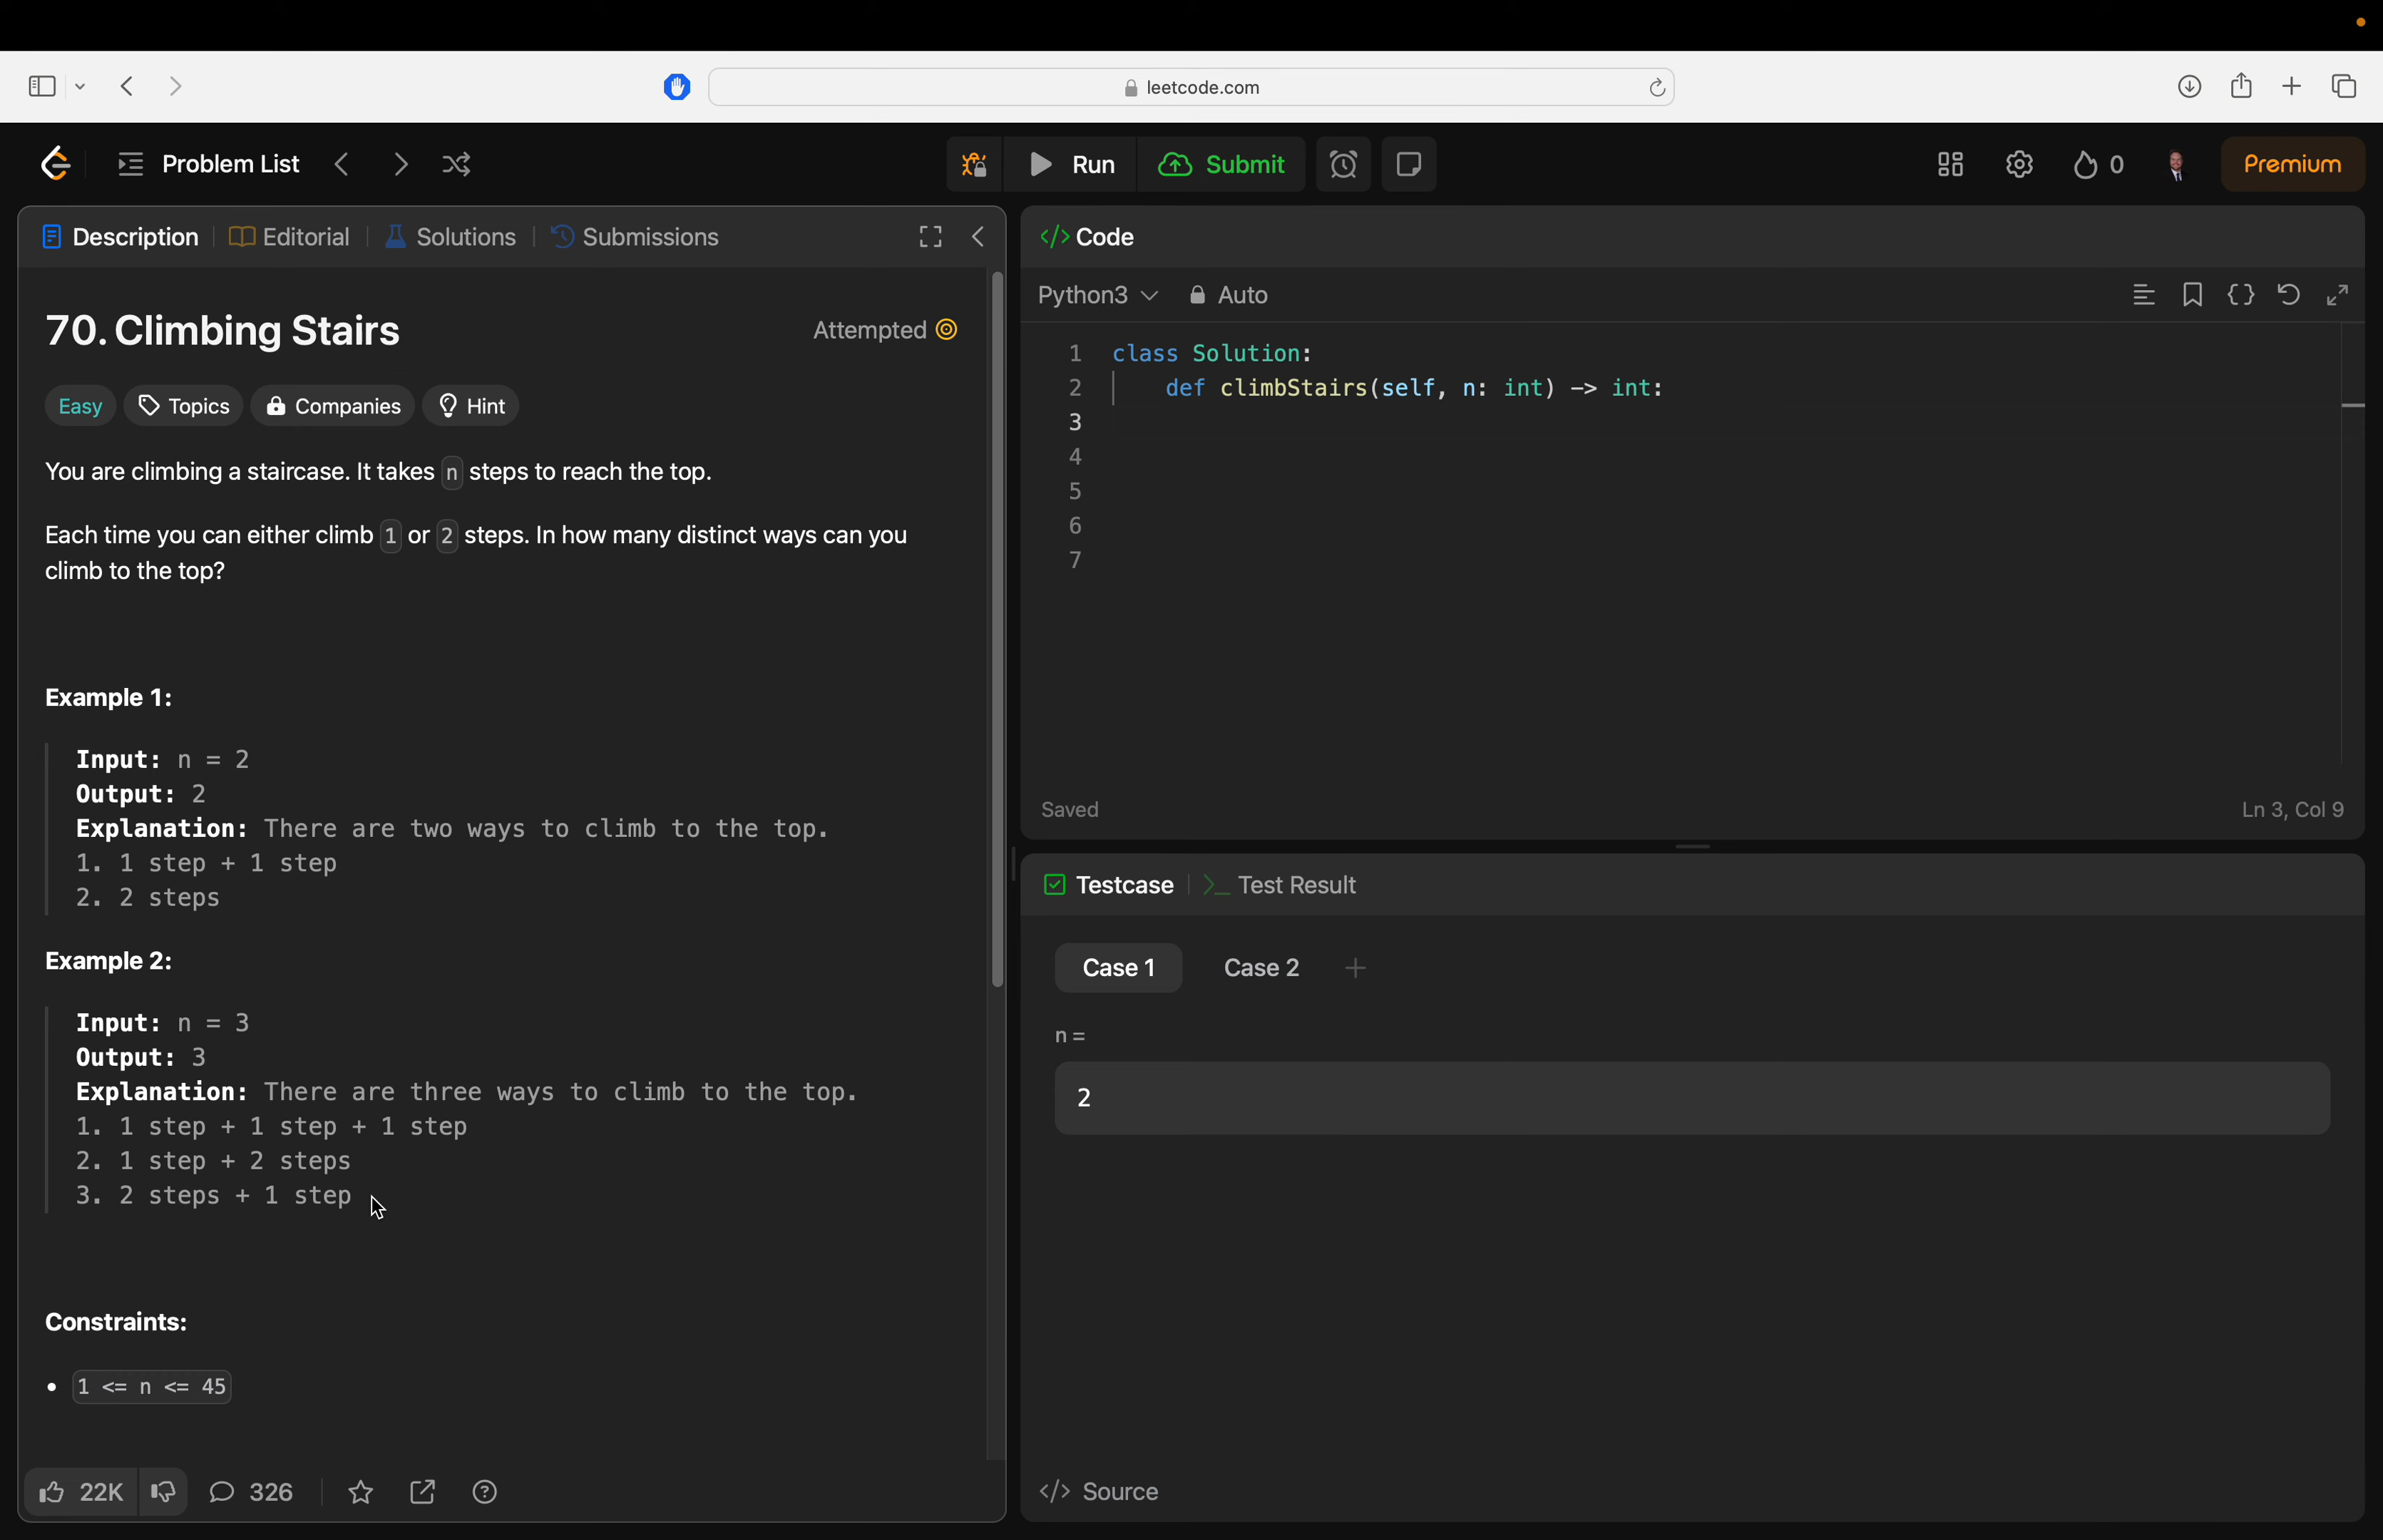 leetcode.com
Problem List
Run
Submit
0
Premium
Description
Editorial
Solutions
Submissions
70. Climbing Stairs
Attempted
Easy
Topics
Companies
Hint
You are climbing a staircase. It takes n steps to reach the top.
Each time you can either climb 1 or 2 steps. In how many distinct ways can you
climb to the top?
Example 1:
Input: n = 2
Output: 2
Explanation: There are two ways to climb to the top.
1. 1 step + 1 step
2. 2 steps
Example 2:
Input: n = 3
Output: 3
Explanation: There are three ways to climb to the top.
1. 1 step + 1 step + 1 step
2. 1 step + 2 steps
3. 2 steps + 1 step
Constraints:
• 1 <= n <= 45
22K
326
</> Code
Python3
Auto
1 class Solution:
2     def climbStairs(self, n: int) -> int:
3
4
5
6
7
Saved
Ln 3, Col 9
Testcase
>_ Test Result
Case 1
Case 2
+
n =
2
</> Source